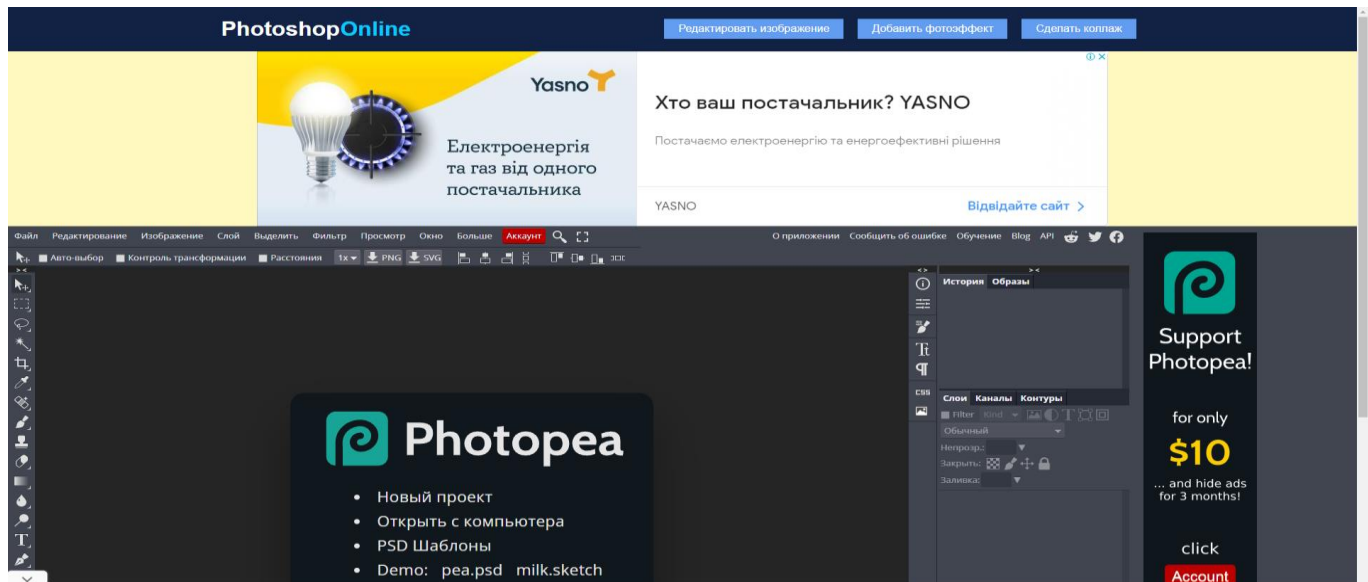 PhotoshopOnline
Редактировать изображение Добавить фотоэффект Сделать коллаж
Yasno
Електроенергія
та газ від одного
постачальника
Хто ваш постачальник? YASNO
Постачаємо електроенергію та енергоефективні рішення
YASNO Відвідайте сайт >
Файл Редактирование Изображение Слой Выделить Фильтр Просмотр Окно Больше Аккаунт
О приложении Сообщить об ошибке Обучение Blog API
Авто-выбор Контроль трансформации Расстояния 1x PNG SVG
История Образы
CSS
Слои Каналы Контуры
Filter Kind
Обычный
Непрозр.:
Закрыть:
Заливка:
Photopea
• Новый проект
• Открыть с компьютера
• PSD Шаблоны
• Demo: pea.psd milk.sketch
Support
Photopea!
for only
$10
... and hide ads
for 3 months!
click
Account